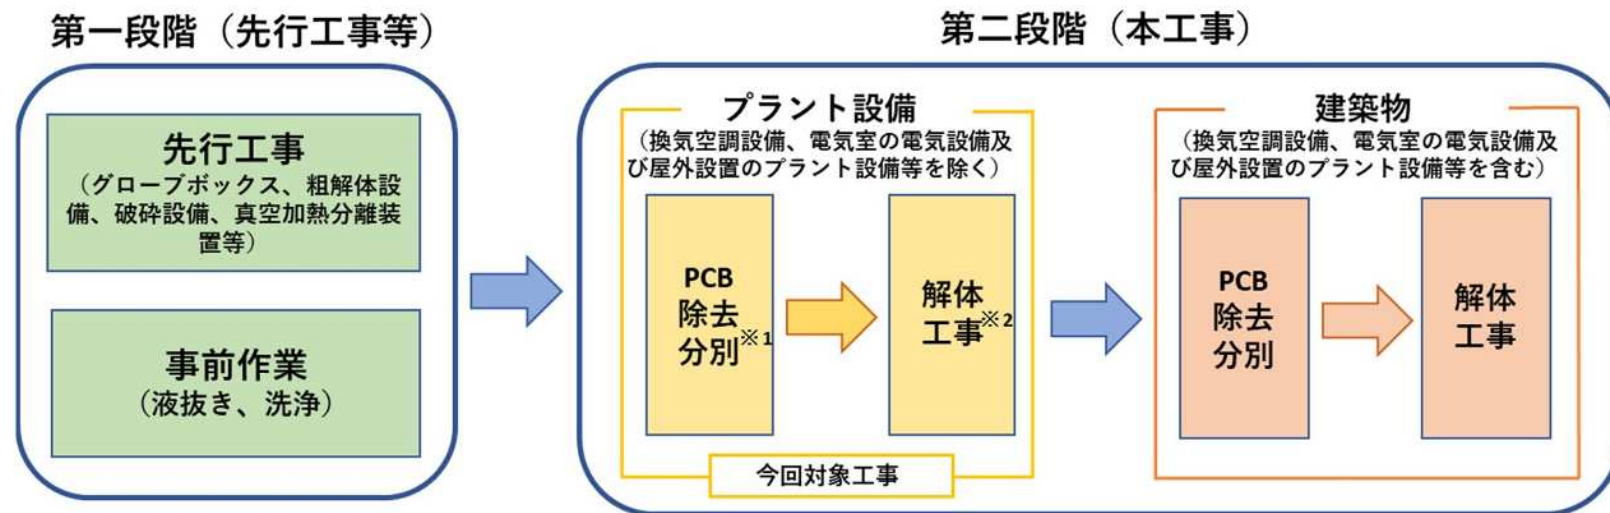 第一段階（先行工事等）
先行工事
（グローブボックス、粗解体設
備、破砕設備、真空加熱分離装
置等）
事前作業
（液抜き、洗浄）
第二段階（本工事）
プラント設備
（換気空調設備、電気室の電気設備及
び屋外設置のプラント設備等を除く）
PCB
除去
分別※1
解体
工事※2
今回対象工事
建築物
（換気空調設備、電気室の電気設備及
び屋外設置のプラント設備等を含む）
PCB
除去
分別
解体
工事